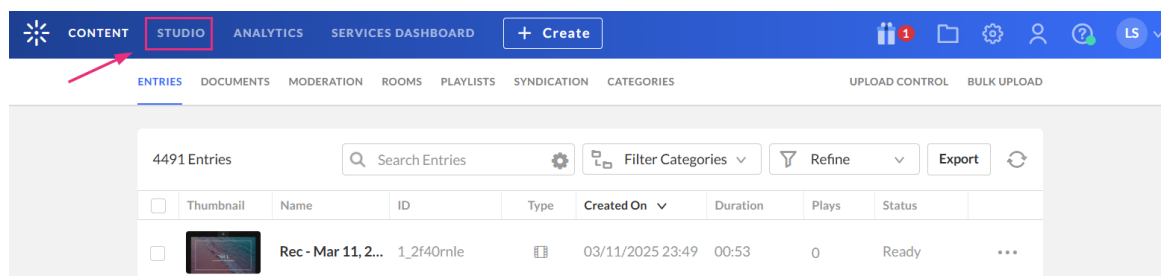 CONTENT STUDIO ANALYTICS SERVICES DASHBOARD + Create 1 ? LS
ENTRIES DOCUMENTS MODERATION ROOMS PLAYLISTS SYNDICATION CATEGORIES UPLOAD CONTROL BULK UPLOAD
4491 Entries Search Entries Filter Categories Refine Export
Thumbnail Name ID Type Created On Duration Plays Status
Rec - Mar 11, 2... 1_2f40rnle 03/11/2025 23:49 00:53 0 Ready ...